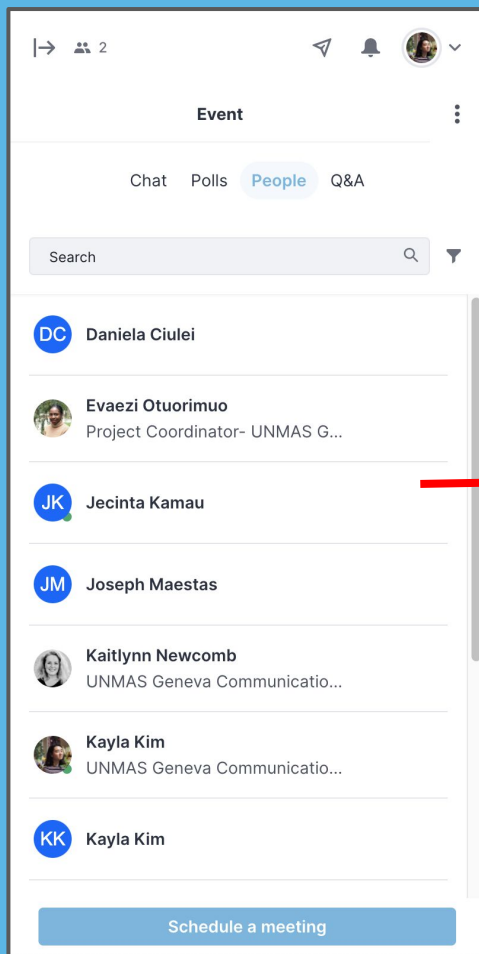 2
Event
Chat Polls People Q&A
Search
DC Daniela Ciulei
Evaezi Otuorimuo
Project Coordinator- UNMAS G...
JK Jecinta Kamau
JM Joseph Maestas
Kaitlynn Newcomb
UNMAS Geneva Communicatio...
Kayla Kim
UNMAS Geneva Communicatio...
KK Kayla Kim
Schedule a meeting